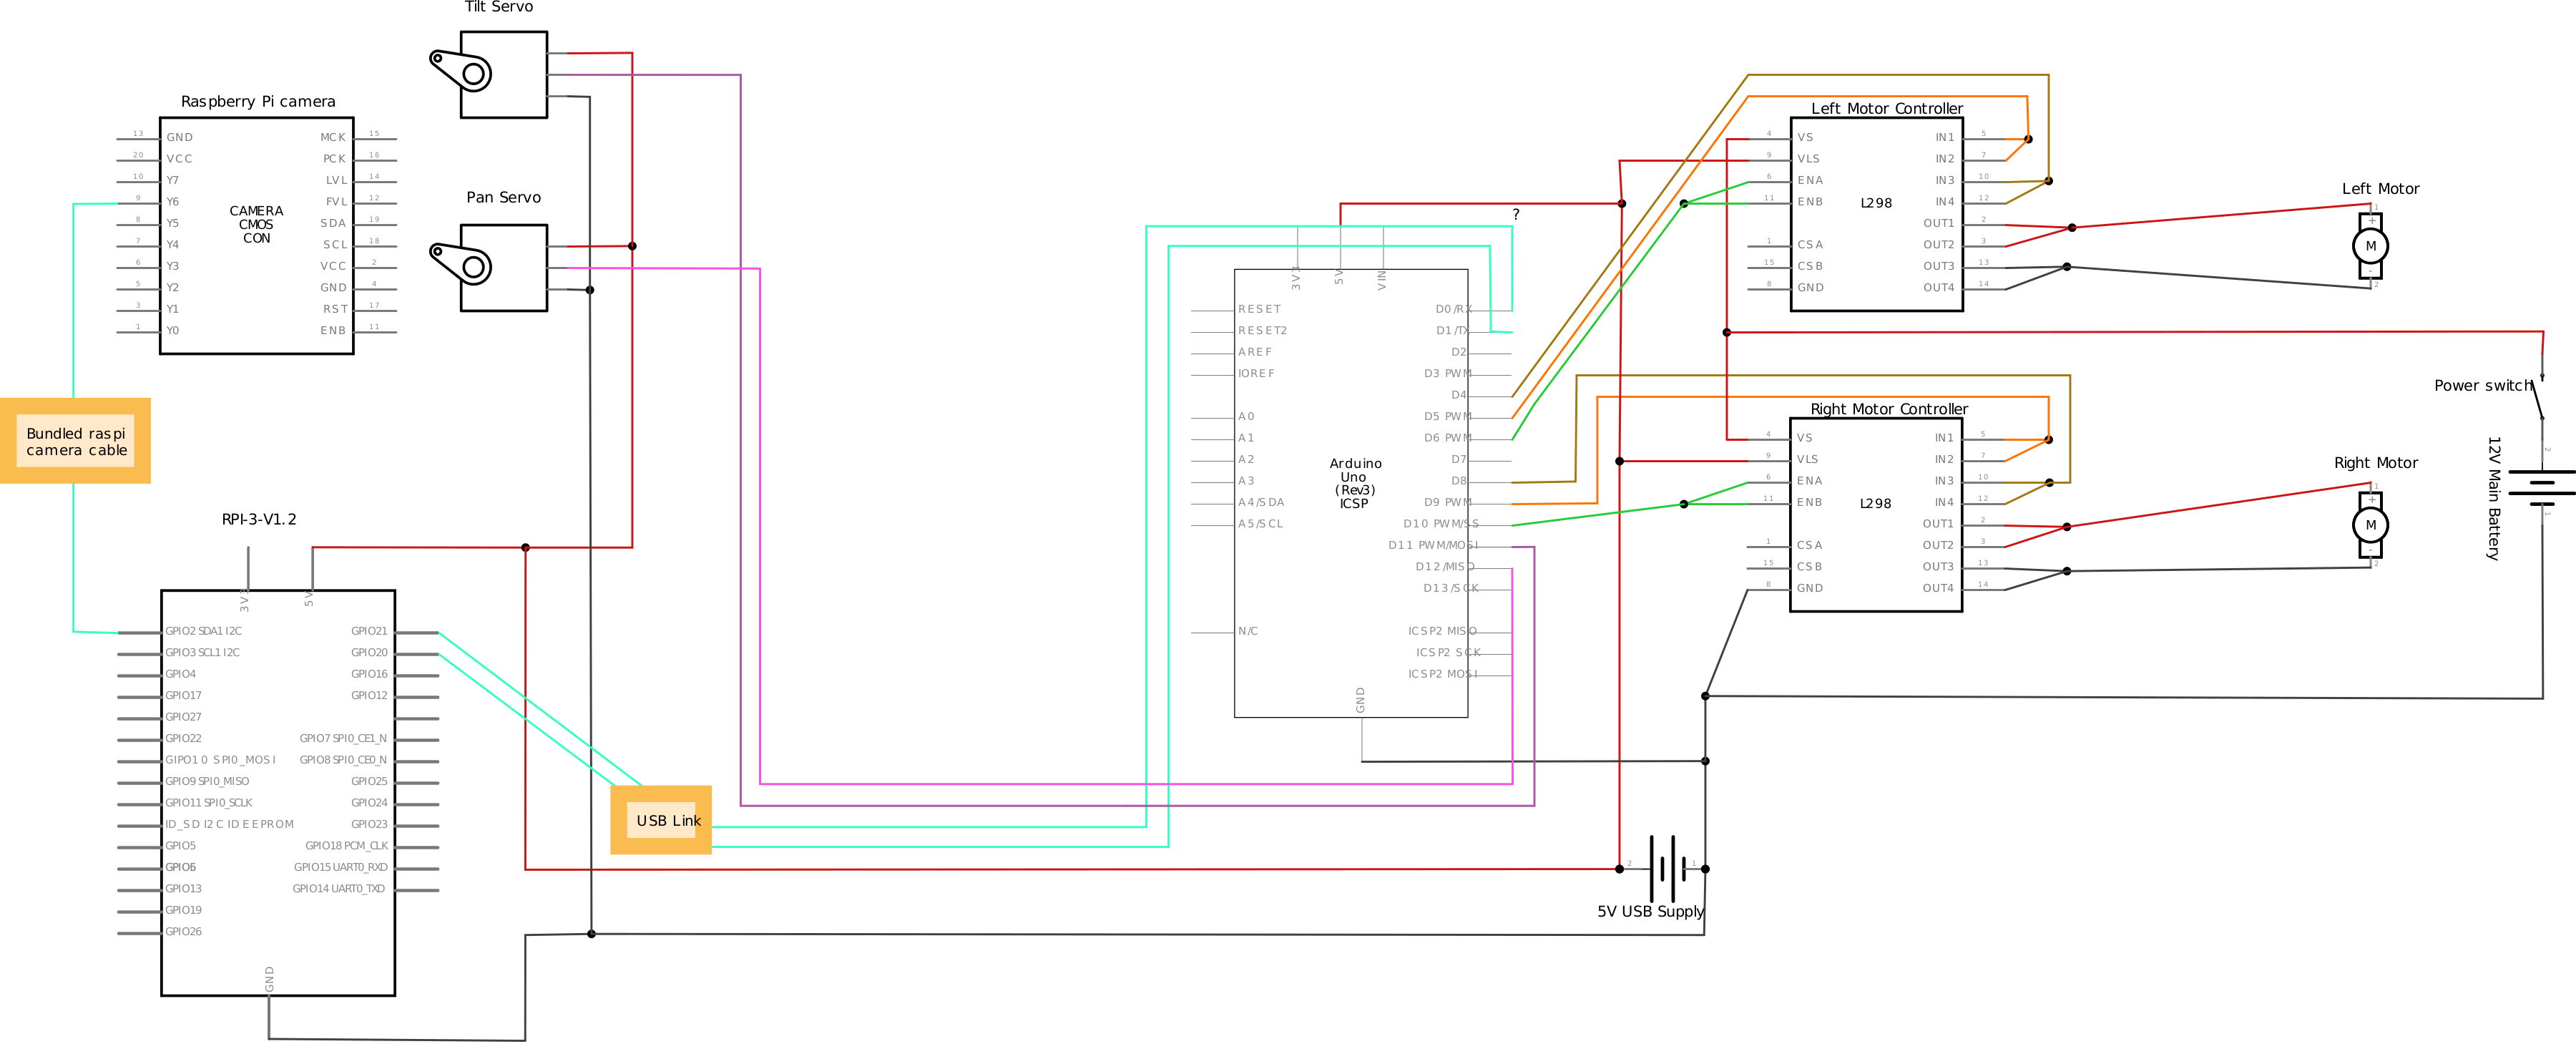 Tilt Servo
Raspberry Pi camera
13 GND MCK 15
20 VCC PCK 16
10 Y7 LVL 14
9 Y6 FVL 12
8 Y5 SDA 19
7 Y4 SCL 18
6 Y3 VCC 2
5 Y2 GND 4
3 Y1 RST 17
1 Y0 ENB 11
CAMERA
CMOS
CON
Pan Servo
Bundled raspi
camera cable
RPI-3-V1.2
3V 5V
GPIO2 SDA1 I2C GPIO21
GPIO3 SCL1 I2C GPIO20
GPIO4 GPIO16
GPIO17 GPIO12
GPIO27
GPIO22 GPIO7 SPI0_CE1_N
GIPO10 SPI0_MOSI GPIO8 SPI0_CE0_N
GPIO9 SPI0_MISO GPIO25
GPIO11 SPI0_SCLK GPIO24
ID_SD I2C ID EEPROM GPIO23
GPIO5 GPIO18 PCM_CLK
GPIO6 GPIO15 UART0_RXD
GPIO13 GPIO14 UART0_TXD
GPIO19
GPIO26
GND
USB Link
?
3V3 5V VIN
RESET D0/RX
RESET2 D1/TX
AREF D2
IOREF D3 PWM
D4
A0 D5 PWM
A1 D6 PWM
A2 D7
A3 D8
A4/SDA D9 PWM
A5/SCL D10 PWM/SS
D11 PWM/MOSI
D12/MISO
D13/SCK
N/C ICSP2 MISO
ICSP2 SCK
ICSP2 MOSI
GND
Arduino
Uno
(Rev3)
ICSP
Left Motor Controller
4 VS IN1 5
9 VLS IN2 7
6 ENA IN3 10
11 ENB L298 IN4 12
OUT1 2
1 CSA OUT2 3
15 CSB OUT3 13
8 GND OUT4 14
Left Motor
1
+
M
-
2
Power switch
12V Main Battery
2
1
Right Motor Controller
4 VS IN1 5
9 VLS IN2 7
6 ENA IN3 10
11 ENB L298 IN4 12
OUT1 2
1 CSA OUT2 3
15 CSB OUT3 13
8 GND OUT4 14
Right Motor
1
+
M
-
2
2 1
5V USB Supply